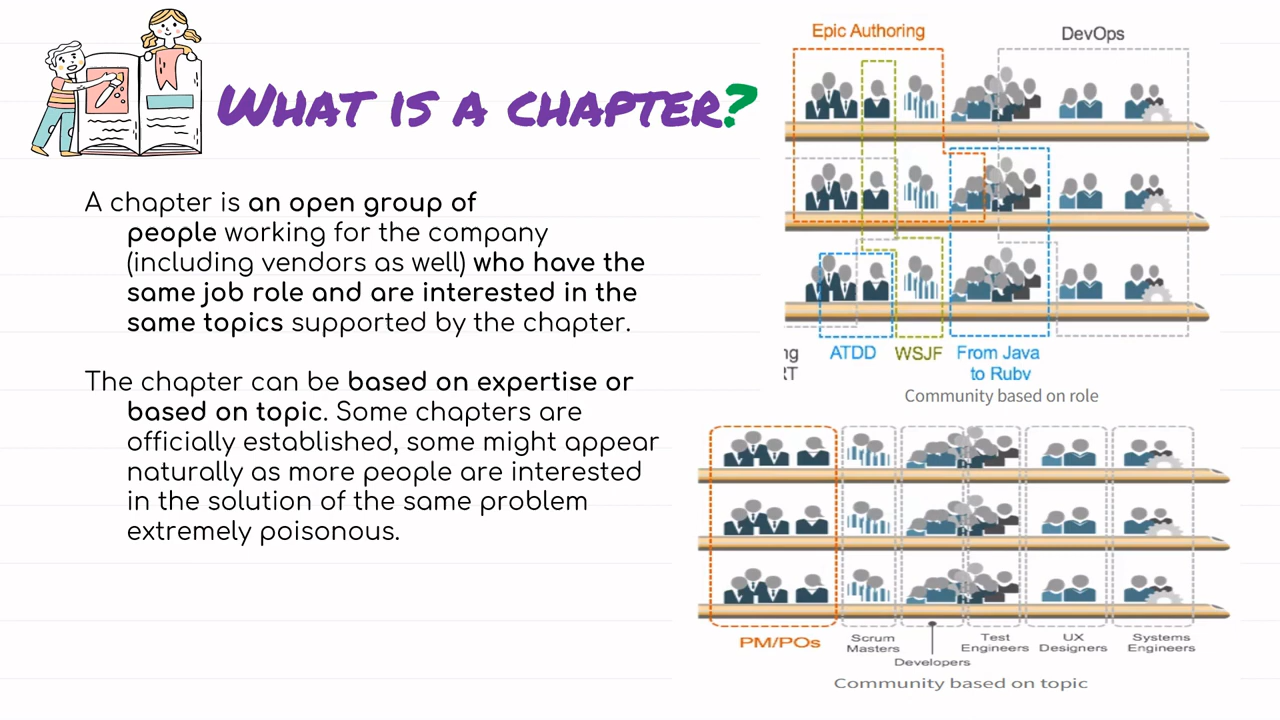 WHAT IS A CHAPTER?
A chapter is an open group of
people working for the company
(including vendors as well) who have the
same job role and are interested in the
same topics supported by the chapter.
The chapter can be based on expertise or
based on topic. Some chapters are
officially established, some might appear
naturally as more people are interested
in the solution of the same problem
extremely poisonous.
Epic Authoring
DevOps
ng
RT
ATDD
WSJF
From Java
to Ruby
Community based on role
PM/POs
Scrum
Masters
Developers
Test
Engineers
UX
Designers
Systems
Engineers
Community based on topic